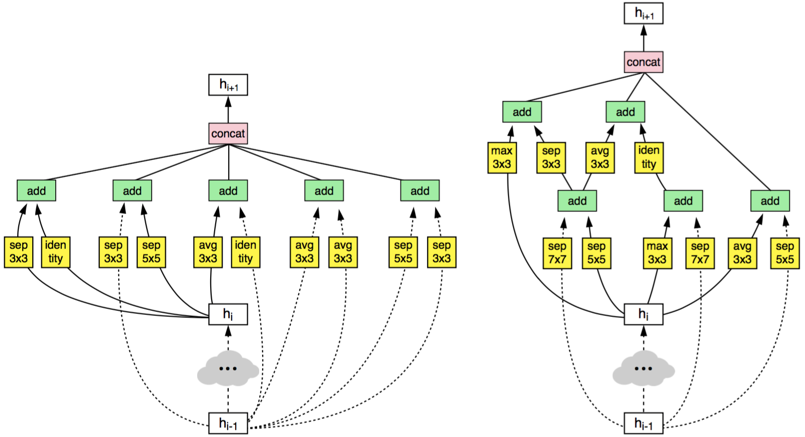 h_{i+1}
concat
add add add add add
sep 3x3
iden tity
sep 3x3
sep 5x5
avg 3x3
iden tity
avg 3x3
avg 3x3
sep 5x5
sep 3x3
h_i
...
h_{i-1}
h_{i+1}
concat
add add
max 3x3
sep 3x3
avg 3x3
iden tity
add add add
sep 7x7
sep 5x5
max 3x3
sep 7x7
avg 3x3
sep 5x5
h_i
...
h_{i-1}